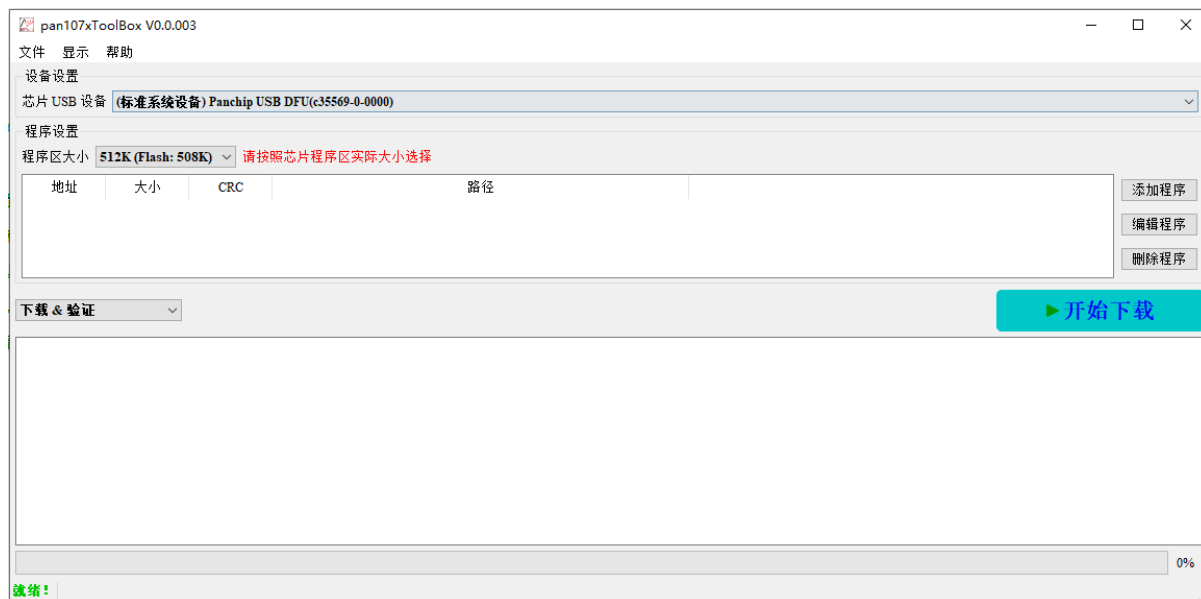 pan107xToolBox V0.0.003
文件 显示 帮助
设备设置
芯片 USB 设备 (标准系统设备) Panchip USB DFU(c35569-0-0000)
程序设置
程序区大小 512K (Flash: 508K) 请按照芯片程序区实际大小选择
地址 大小 CRC 路径
添加程序
编辑程序
删除程序
下载 & 验证 开始下载
0%
就绪!